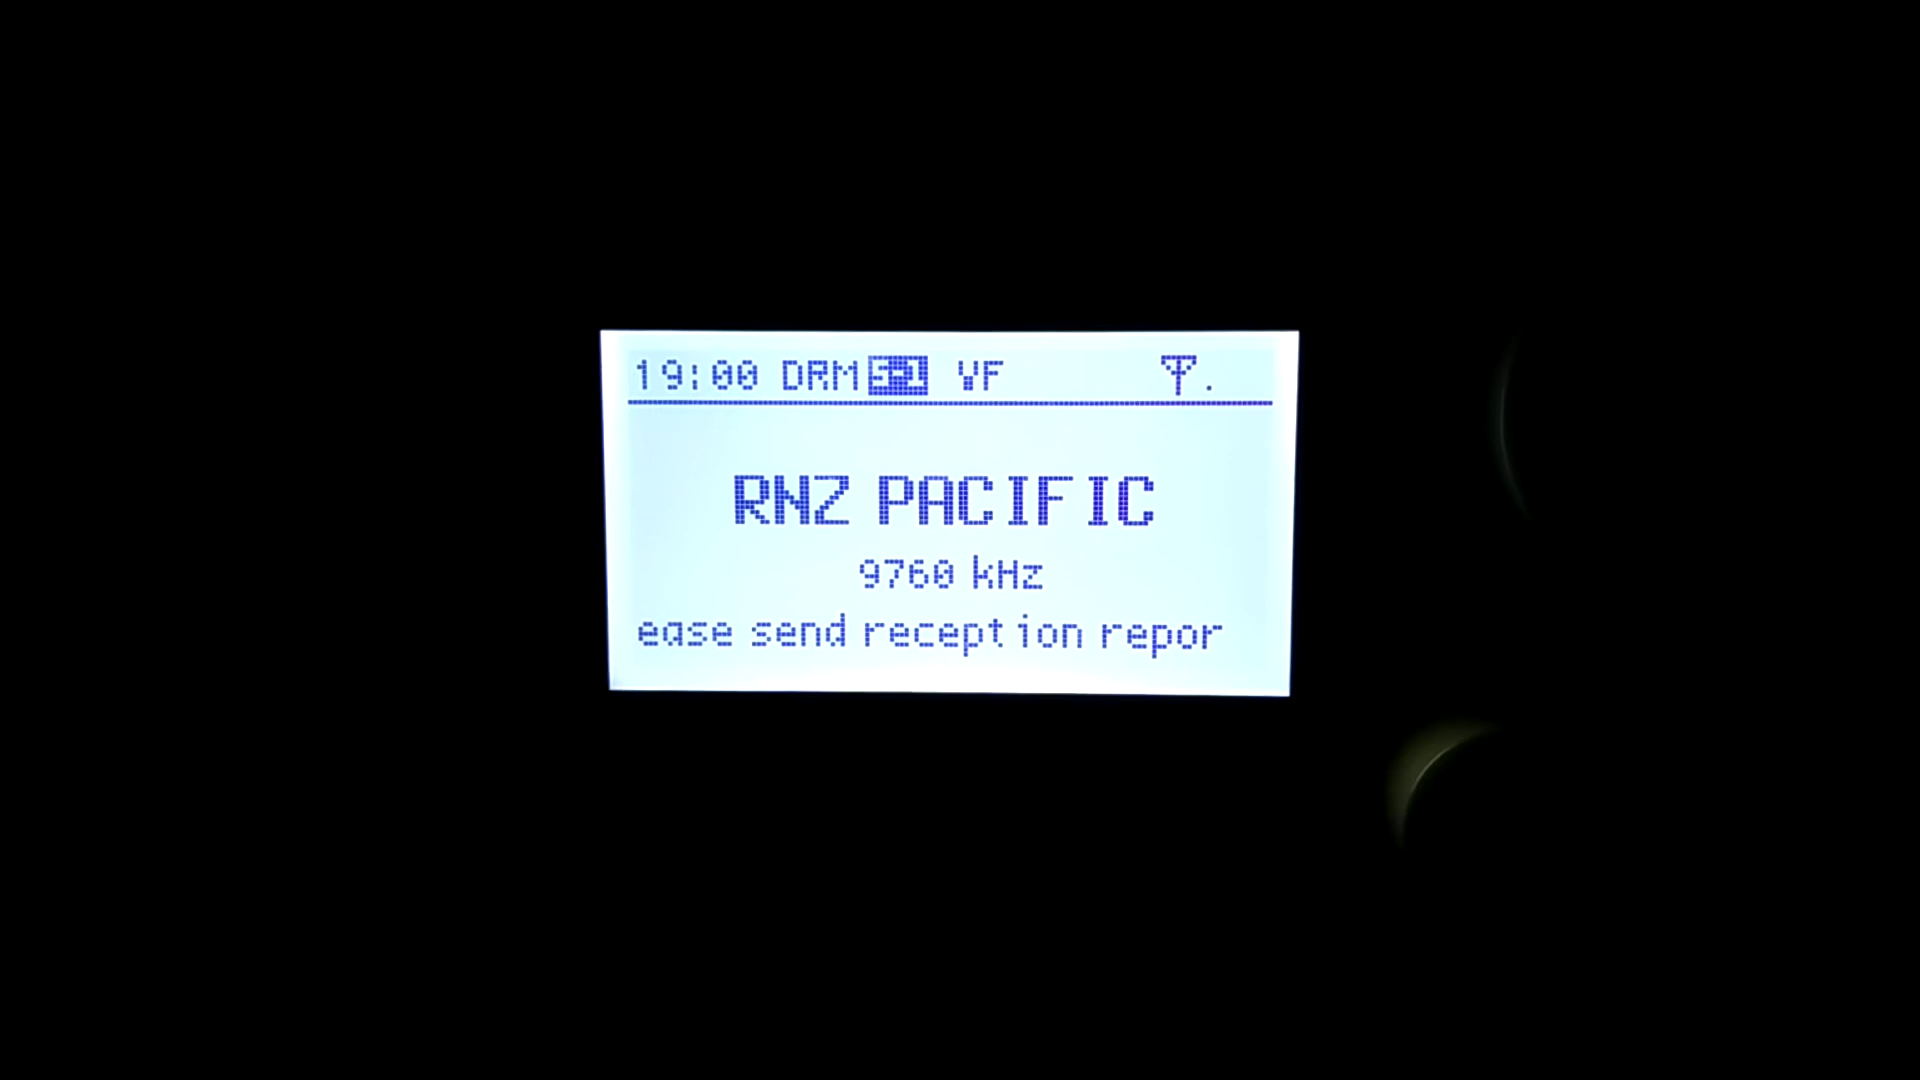 19:00 DRM VF
RNZ PACIFIC
9760 kHz
ease send reception repor